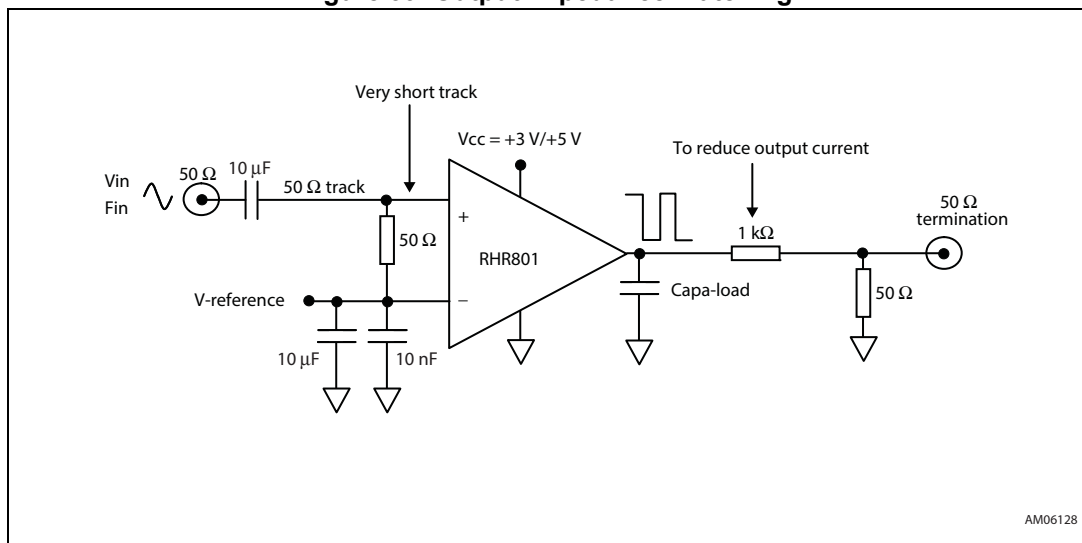 Very short track
Vcc = +3 V/+5 V
To reduce output current
Vin
Fin
50 Ω
10 μF
50 Ω track
+
50 Ω
RHR801
1 kΩ
50 Ω
termination
V-reference
−
Capa-load
50 Ω
10 μF
10 nF
AM06128